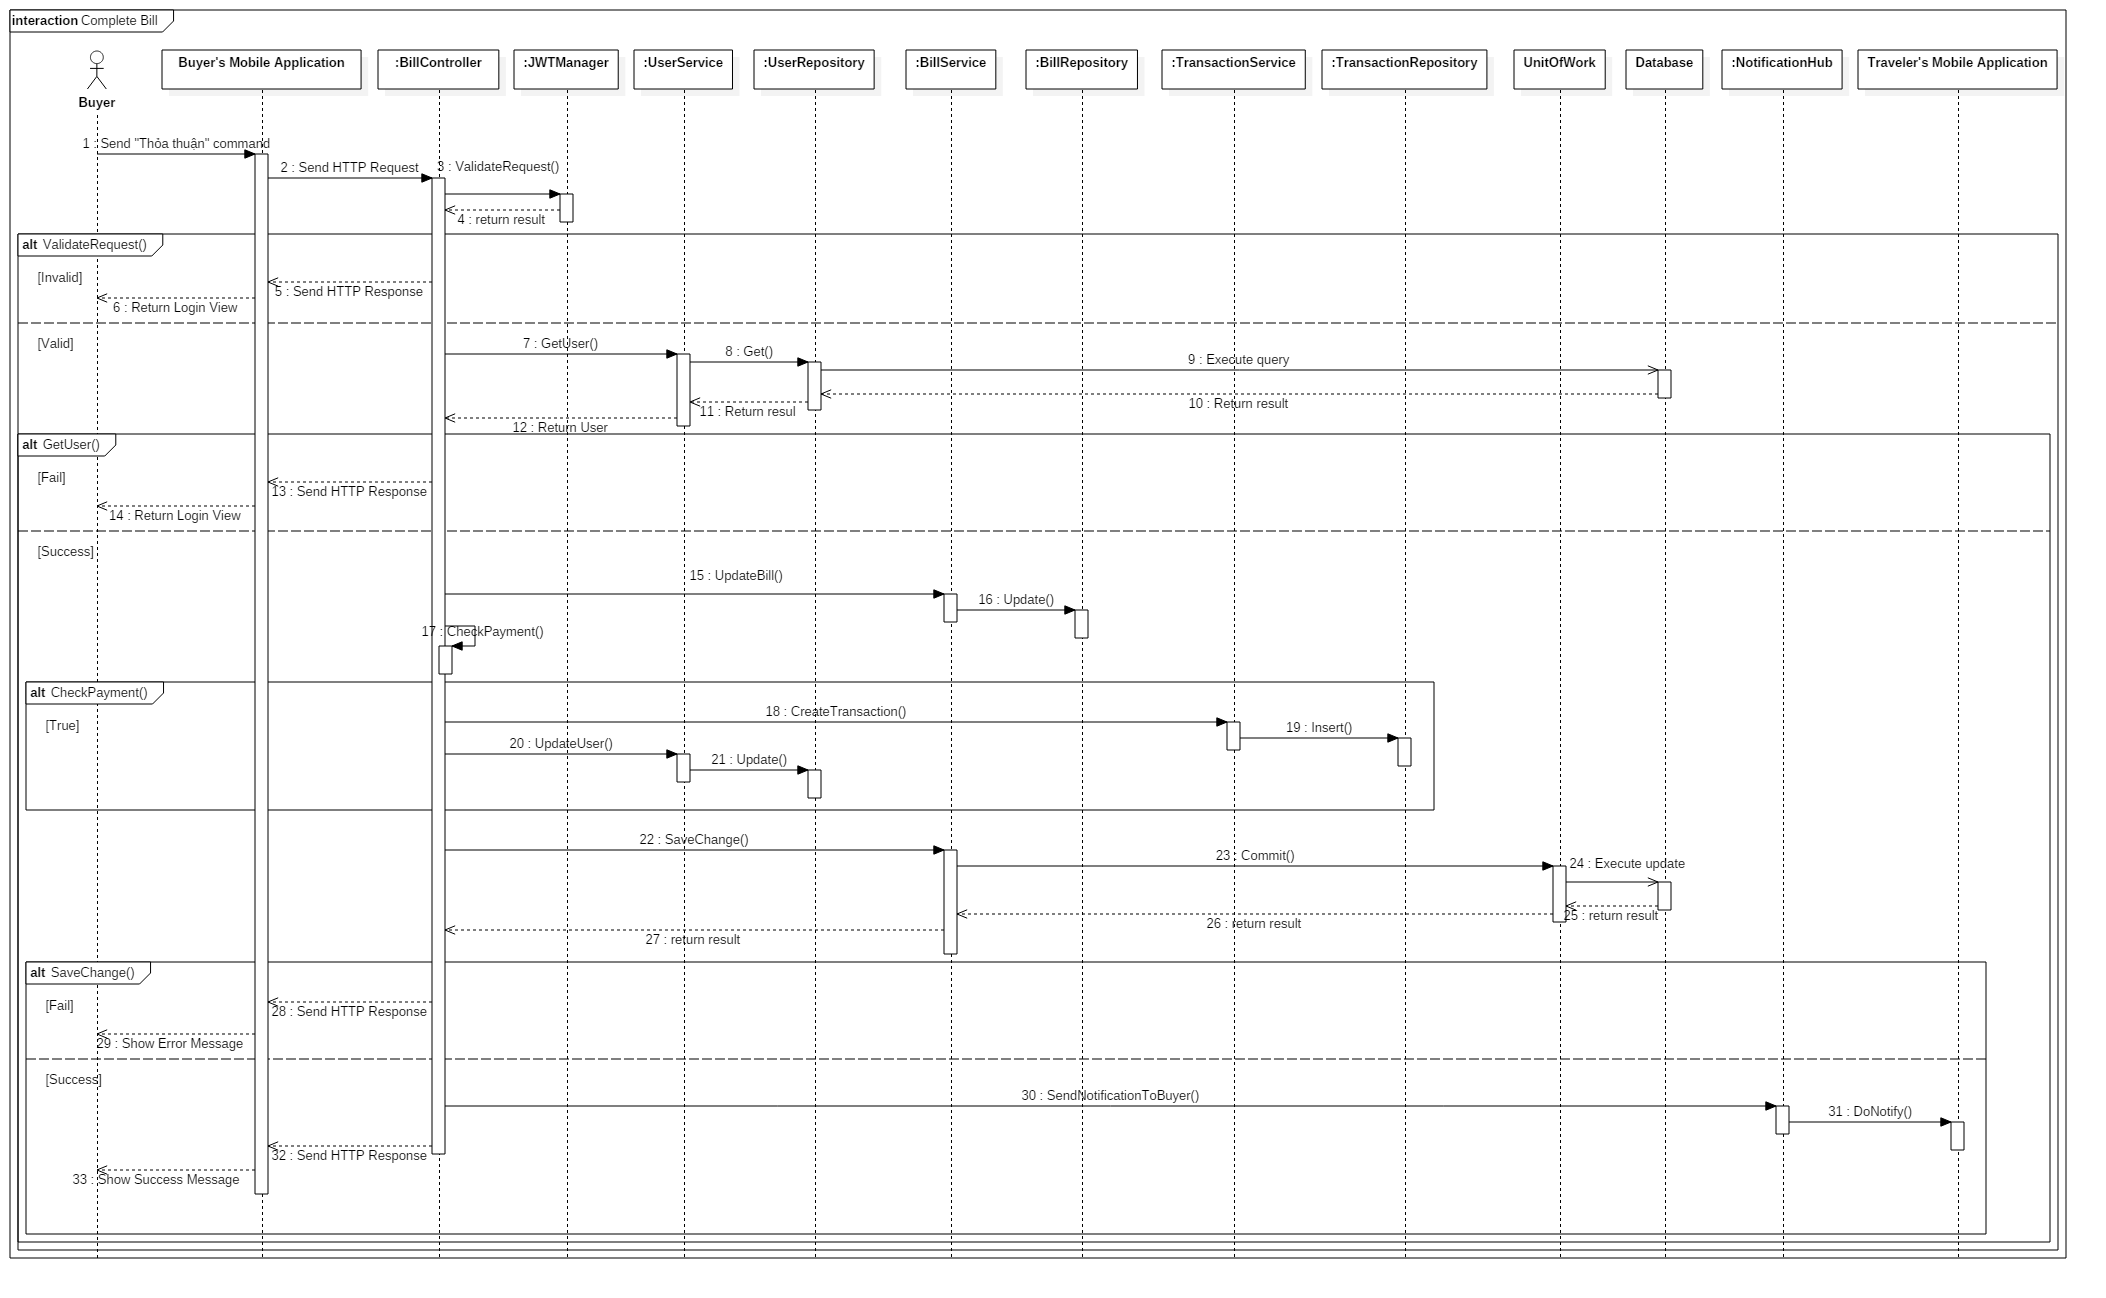 interaction Complete Bill
Buyer
Buyer's Mobile Application
:BillController
:JWTManager
:UserService
:UserRepository
:BillService
:BillRepository
:TransactionService
:TransactionRepository
UnitOfWork
Database
:NotificationHub
Traveler's Mobile Application
1 : Send "Thỏa thuận" command
2 : Send HTTP Request
3 : ValidateRequest()
4 : return result
alt ValidateRequest()
[Invalid]
5 : Send HTTP Response
6 : Return Login View
[Valid]
7 : GetUser()
8 : Get()
9 : Execute query
10 : Return result
11 : Return resul
12 : Return User
alt GetUser()
[Fail]
13 : Send HTTP Response
14 : Return Login View
[Success]
15 : UpdateBill()
16 : Update()
17 : CheckPayment()
alt CheckPayment()
[True]
18 : CreateTransaction()
19 : Insert()
20 : UpdateUser()
21 : Update()
22 : SaveChange()
23 : Commit()
24 : Execute update
25 : return result
26 : return result
27 : return result
alt SaveChange()
[Fail]
28 : Send HTTP Response
29 : Show Error Message
[Success]
30 : SendNotificationToBuyer()
31 : DoNotify()
32 : Send HTTP Response
33 : Show Success Message